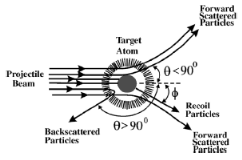 Forward
Scattered
Particles
Target
Atom
θ<90°
Projectile
Beam
ϕ
Recoil
Particles
θ>90°
Backscattered
Particles
Forward
Scattered
Particles